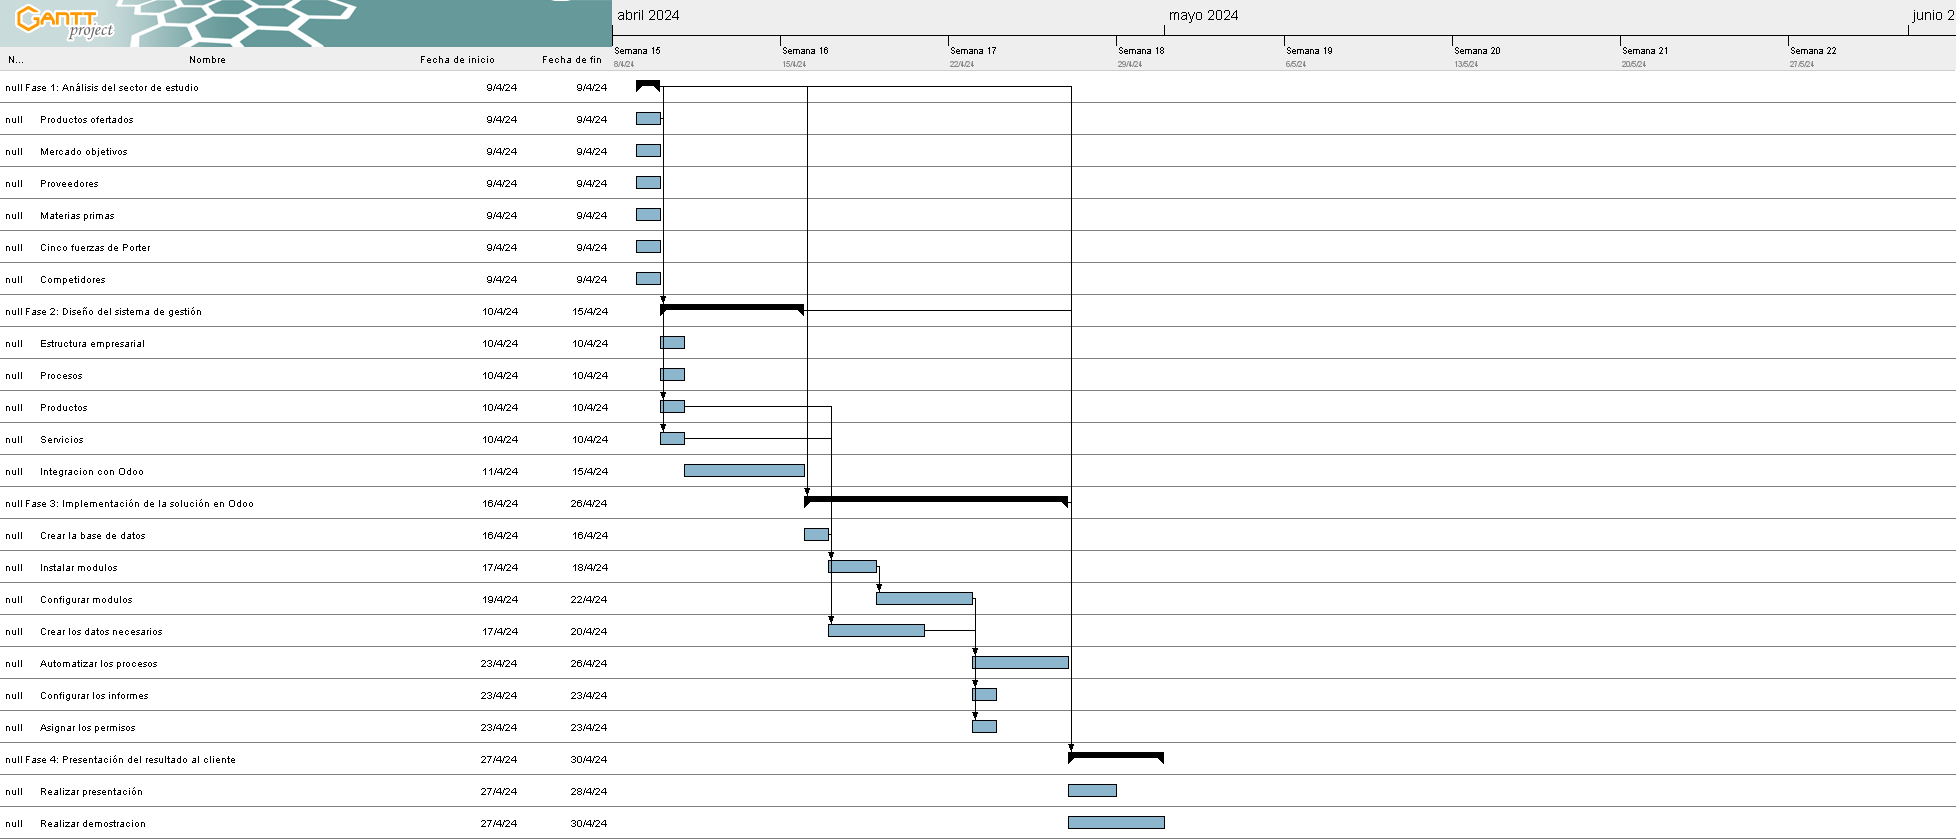 GANTT project
abril 2024 mayo 2024 junio 2
Semana 15 Semana 16 Semana 17 Semana 18 Semana 19 Semana 20 Semana 21 Semana 22
N... Nombre Fecha de inicio Fecha de fin 8/4/24 15/4/24 22/4/24 29/4/24 6/5/24 13/5/24 20/5/24 27/5/24
null Fase 1: Análisis del sector de estudio 9/4/24 9/4/24
null Productos ofertados 9/4/24 9/4/24
null Mercado objetivos 9/4/24 9/4/24
null Proveedores 9/4/24 9/4/24
null Materias primas 9/4/24 9/4/24
null Cinco fuerzas de Porter 9/4/24 9/4/24
null Competidores 9/4/24 9/4/24
null Fase 2: Diseño del sistema de gestión 10/4/24 15/4/24
null Estructura empresarial 10/4/24 10/4/24
null Procesos 10/4/24 10/4/24
null Productos 10/4/24 10/4/24
null Servicios 10/4/24 10/4/24
null Integracion con Odoo 11/4/24 15/4/24
null Fase 3: Implementación de la solución en Odoo 16/4/24 26/4/24
null Crear la base de datos 16/4/24 16/4/24
null Instalar modulos 17/4/24 18/4/24
null Configurar modulos 19/4/24 22/4/24
null Crear los datos necesarios 17/4/24 20/4/24
null Automatizar los procesos 23/4/24 26/4/24
null Configurar los informes 23/4/24 23/4/24
null Asignar los permisos 23/4/24 23/4/24
null Fase 4: Presentación del resultado al cliente 27/4/24 30/4/24
null Realizar presentación 27/4/24 28/4/24
null Realizar demostracion 27/4/24 30/4/24